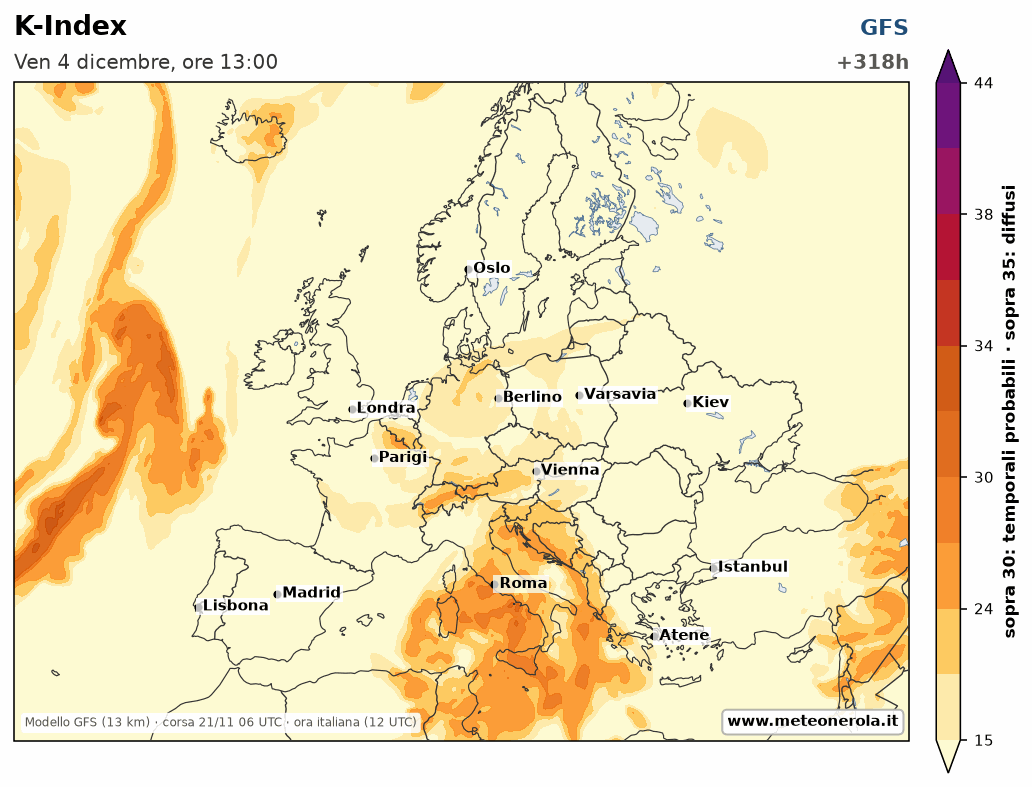 K-Index
GFS
Ven 4 dicembre, ore 13:00
+318h
44
38
34
30
24
15
sopra 30: temporali probabili · sopra 35: diffusi
Oslo
Londra
Berlino
Varsavia
Kiev
Parigi
Vienna
Istanbul
Roma
Madrid
Lisbona
Atene
Modello GFS (13 km) · corsa 21/11 06 UTC · ora italiana (12 UTC)
www.meteonerola.it